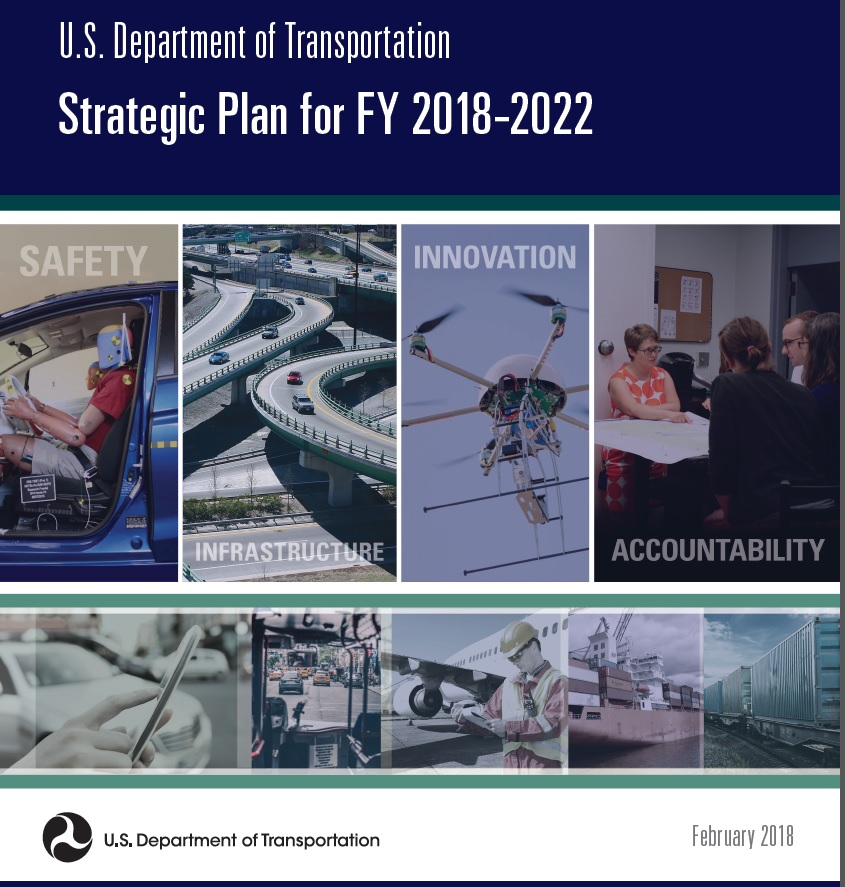 U.S. Department of Transportation
Strategic Plan for FY 2018–2022
SAFETY
INNOVATION
INFRASTRUCTURE
ACCOUNTABILITY
U.S. Department of Transportation
February 2018